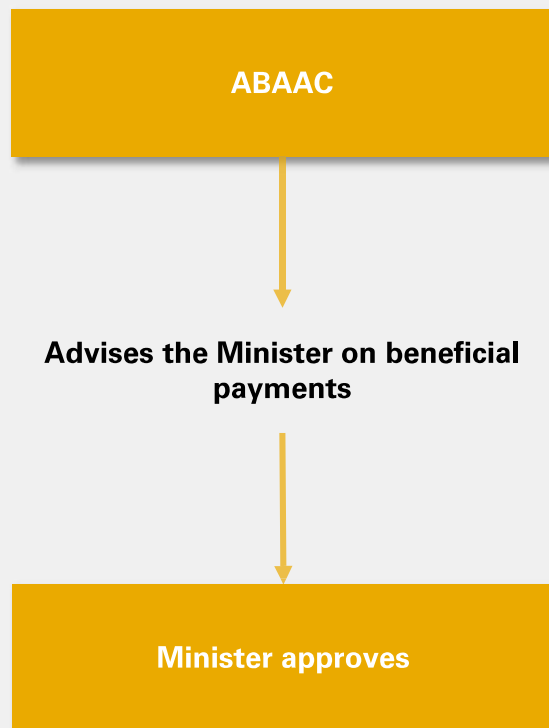 ABAAC
Advises the Minister on beneficial
payments
Minister approves